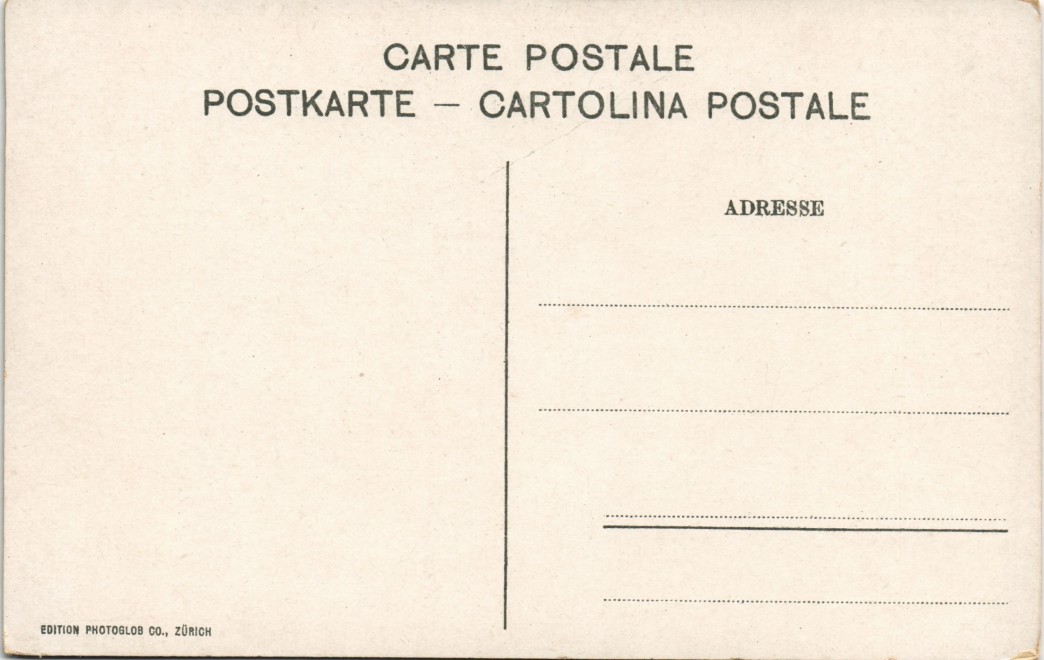 CARTE POSTALE
POSTKARTE — CARTOLINA POSTALE
ADRESSE
EDITION PHOTOGLOB CO., ZÜRICH